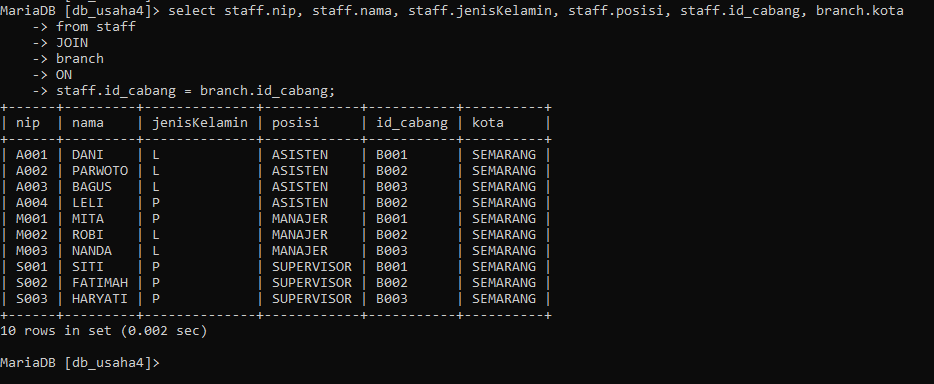 MariaDB [db_usaha4]> select staff.nip, staff.nama, staff.jenisKelamin, staff.posisi, staff.id_cabang, branch.kota
    -> from staff
    -> JOIN
    -> branch
    -> ON
    -> staff.id_cabang = branch.id_cabang;
+------+---------+--------------+------------+-----------+----------+
| nip  | nama    | jenisKelamin | posisi     | id_cabang | kota     |
+------+---------+--------------+------------+-----------+----------+
| A001 | DANI    | L            | ASISTEN    | B001      | SEMARANG |
| A002 | PARWOTO | L            | ASISTEN    | B002      | SEMARANG |
| A003 | BAGUS   | L            | ASISTEN    | B003      | SEMARANG |
| A004 | LELI    | P            | ASISTEN    | B002      | SEMARANG |
| M001 | MITA    | P            | MANAJER    | B001      | SEMARANG |
| M002 | ROBI    | L            | MANAJER    | B002      | SEMARANG |
| M003 | NANDA   | L            | MANAJER    | B003      | SEMARANG |
| S001 | SITI    | P            | SUPERVISOR | B001      | SEMARANG |
| S002 | FATIMAH | P            | SUPERVISOR | B002      | SEMARANG |
| S003 | HARYATI | P            | SUPERVISOR | B003      | SEMARANG |
+------+---------+--------------+------------+-----------+----------+
10 rows in set (0.002 sec)

MariaDB [db_usaha4]>